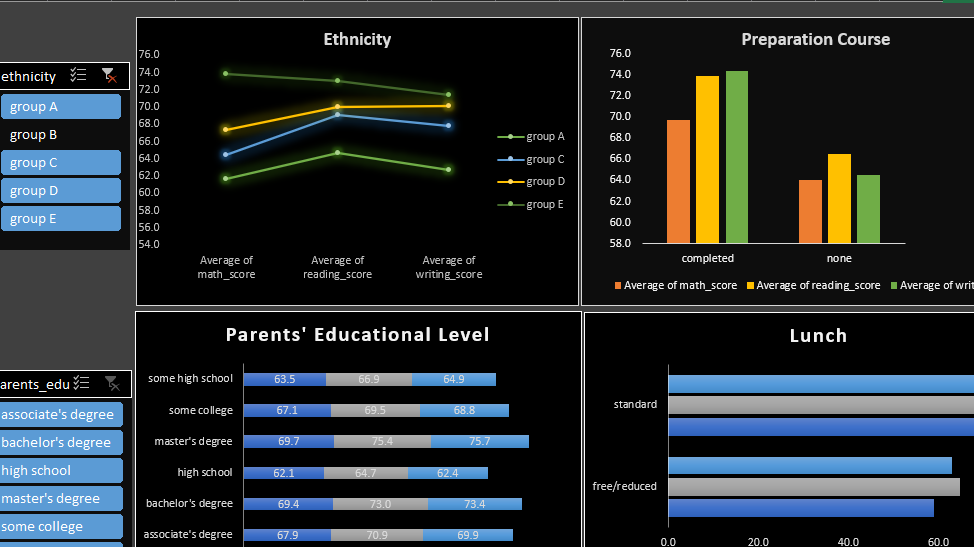 ethnicity
group A
group B
group C
group D
group E
Ethnicity
76.0
74.0
72.0
70.0
68.0
66.0
64.0
62.0
60.0
58.0
54.0
Average of
math_score
Average of
reading_score
Average of
writing_score
group A
group C
group D
group E
Preparation Course
76.0
74.0
72.0
70.0
68.0
66.0
64.0
62.0
60.0
58.0
completed
none
Average of math_score
Average of reading_score
Average of writ
arents_edu
associate's degree
bachelor's degree
high school
master's degree
some college
Parents' Educational Level
some high school 63.5 66.9 64.9
some college 67.1 69.5 68.8
master's degree 69.7 75.4 75.7
high school 62.1 64.7 62.4
bachelor's degree 69.4 73.0 73.4
associate's degree 67.9 70.9 69.9
Lunch
standard
free/reduced
0.0 20.0 40.0 60.0